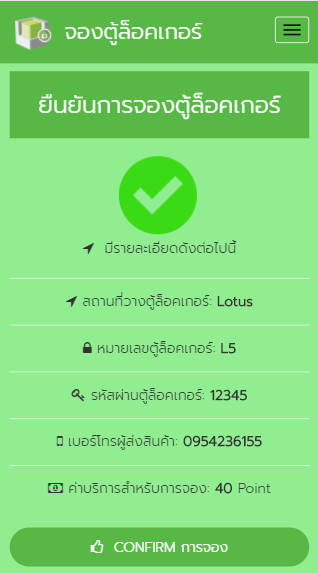 จองตู้ล็อคเกอร์
ยืนยันการจองตู้ล็อคเกอร์
มีรายละเอียดดังต่อไปนี้
สถานที่วางตู้ล็อคเกอร์: Lotus
หมายเลขตู้ล็อคเกอร์: L5
รหัสผ่านตู้ล็อคเกอร์: 12345
เบอร์โทรผู้ส่งสินค้า: 0954236155
ค่าบริการสำหรับการจอง: 40 Point
CONFIRM การจอง